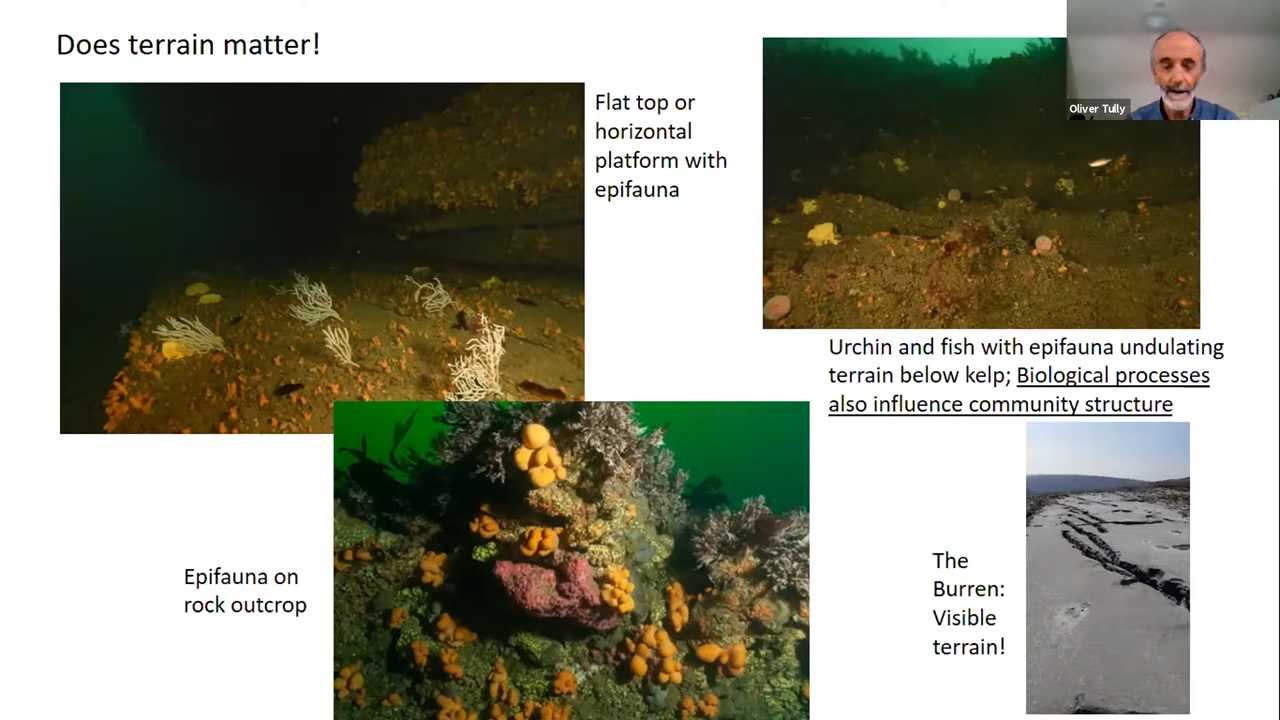 Does terrain matter!
Flat top or
horizontal
platform with
epifauna
Oliver Tully
Urchin and fish with epifauna undulating
terrain below kelp; Biological processes
also influence community structure
Epifauna on
rock outcrop
The
Burren:
Visible
terrain!